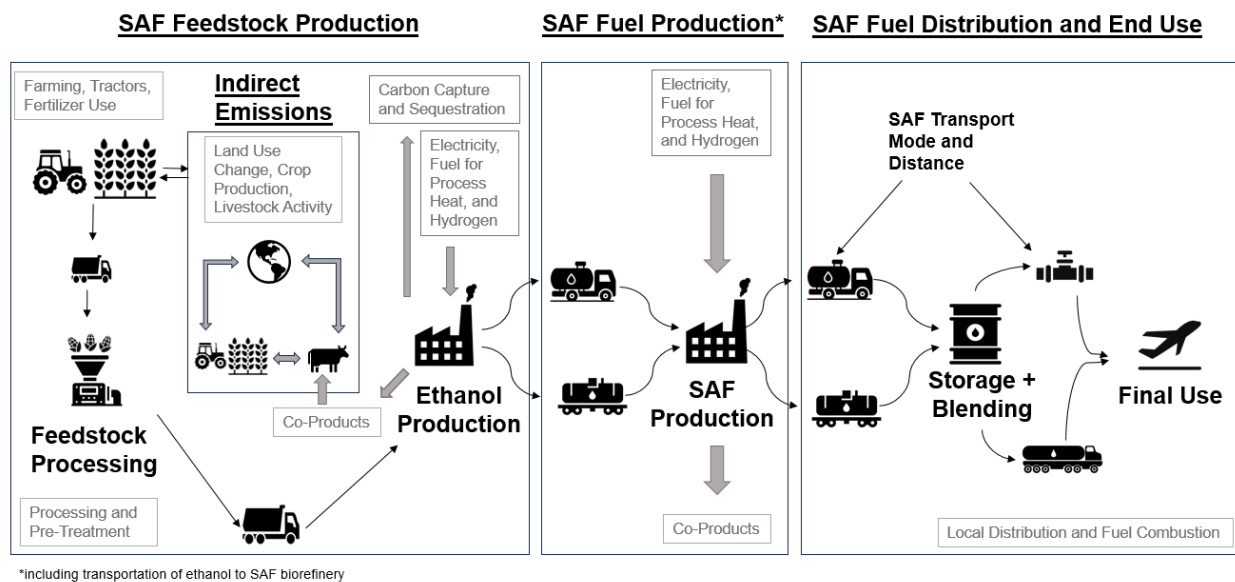 SAF Feedstock Production
SAF Fuel Production*
SAF Fuel Distribution and End Use
Farming, Tractors,
Fertilizer Use
Indirect
Emissions
Land Use
Change, Crop
Production,
Livestock Activity
Carbon Capture
and Sequestration
Electricity,
Fuel for
Process
Heat, and
Hydrogen
Co-Products
Ethanol
Production
Feedstock
Processing
Processing and
Pre-Treatment
Electricity,
Fuel for
Process Heat,
and Hydrogen
SAF
Production
Co-Products
SAF Transport
Mode and
Distance
Storage +
Blending
Final Use
Local Distribution and Fuel Combustion
*including transportation of ethanol to SAF biorefinery